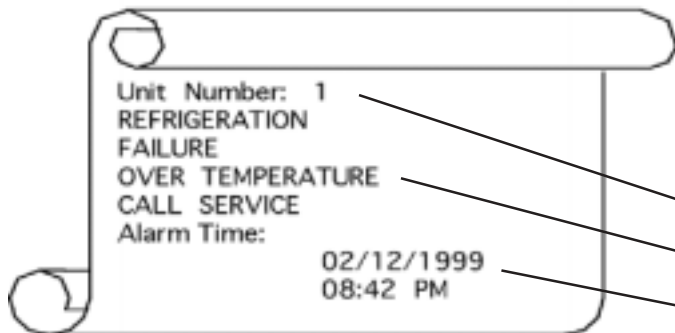 Unit Number: 1
REFRIGERATION
FAILURE
OVER TEMPERATURE
CALL SERVICE
Alarm Time:
02/12/1999
08:42 PM